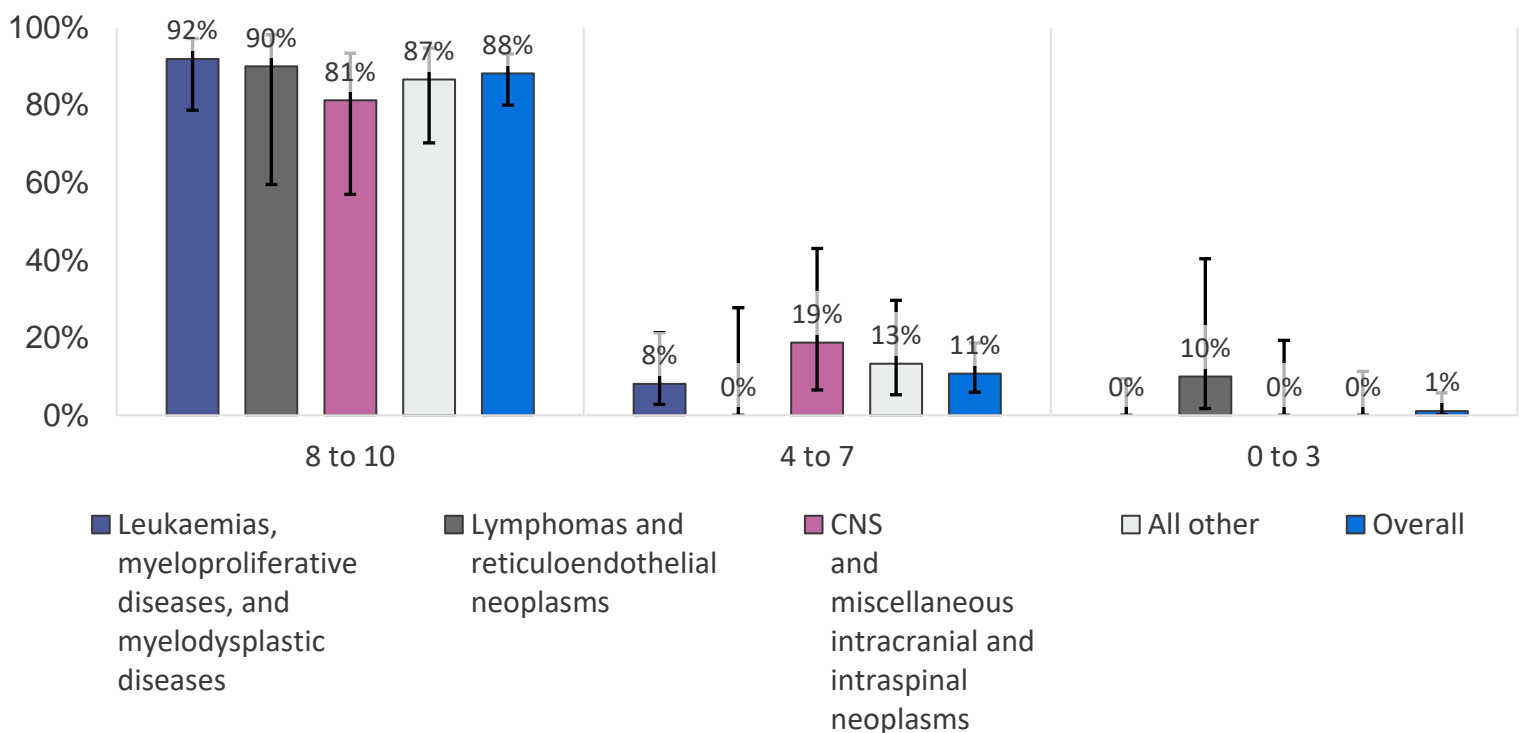 100%
80%
60%
40%
20%
0%
92%
90%
81%
87%
88%
8%
0%
19%
13%
11%
0%
10%
0%
0%
1%
8 to 10
4 to 7
0 to 3
Leukaemias,
myeloproliferative
diseases, and
myelodysplastic
diseases
Lymphomas and
reticuloendothelial
neoplasms
CNS
and
miscellaneous
intracranial and
intraspinal
neoplasms
All other
Overall